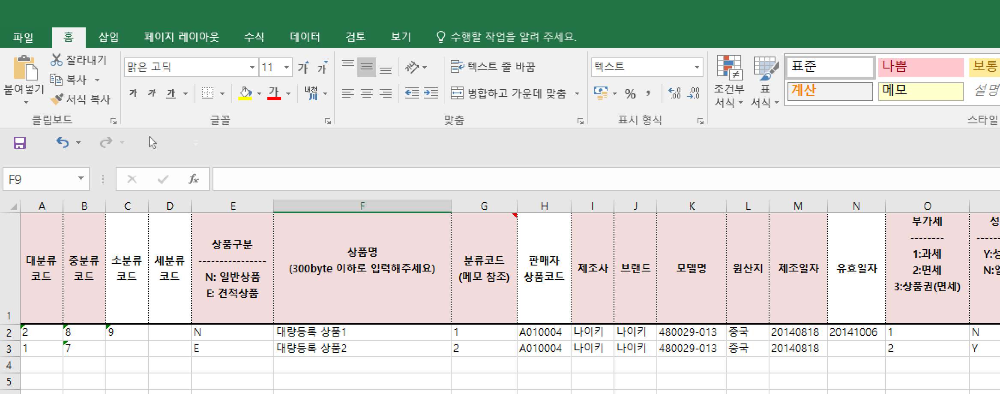 파일 홈 삽입 페이지 레이아웃 수식 데이터 검토 보기 수행할 작업을 알려 주세요.
붙여넣기
잘라내기
복사
서식 복사
클립보드
맑은 고딕 11 가 가
가 가 가 가 내천 川
글꼴
텍스트 줄 바꿈
병합하고 가운데 맞춤
맞춤
텍스트
% , ←.0 .00 .00 →.0
표시 형식
조건부 서식
표 서식
표준 나쁨 보통
계산 메모 설명
스타일
F9 fx
A B C D E F G H I J K L M N O
1
대분류
코드
중분류
코드
소분류
코드
세분류
코드
상품구분
----------------
N: 일반상품
E: 견적상품
상품명
(300byte 이하로 입력해주세요)
분류코드
(메모 참조)
판매자
상품코드
제조사
브랜드
모델명
원산지
제조일자
유효일자
부가세
--------
1:과세
2:면세
3:상품권(면세)
성
------
Y:성
N:일
2 2 8 9 N 대량등록 상품1 1 A010004 나이키 나이키 480029-013 중국 20140818 20141006 1 N
3 1 7 E 대량등록 상품2 2 A010004 나이키 나이키 480029-013 중국 20140818 2 Y
4
5